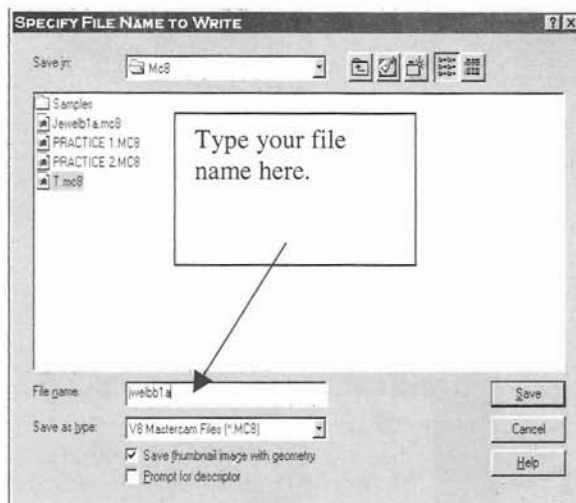 SPECIFY FILE NAME TO WRITE
Save in:
Mc8
Samples
Jewelb1a.mc8
PRACTICE 1.MC8
PRACTICE 2.MC8
T.mc8
Type your file
name here.
File name:
jwelbb1a
Save
Save as type:
V8 Mastercam Files (*.MC8)
Cancel
Save thumbnail image with geometry
Prompt for descriptor
Help